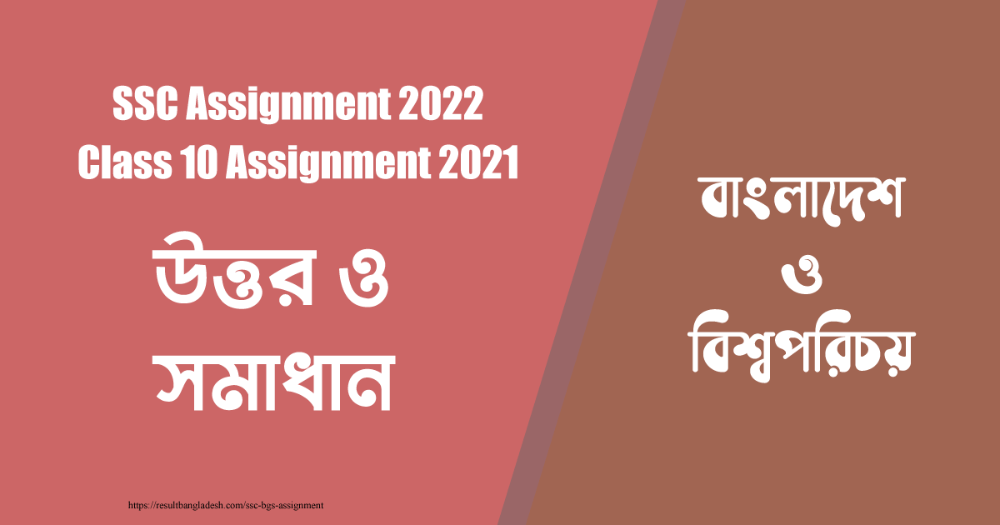 SSC Assignment 2022
Class 10 Assignment 2021
উত্তর ও
সমাধান
বাংলাদেশ
ও
বিশ্বপরিচয়
https://resultbangladesh.com/ssc-bgs-assignment